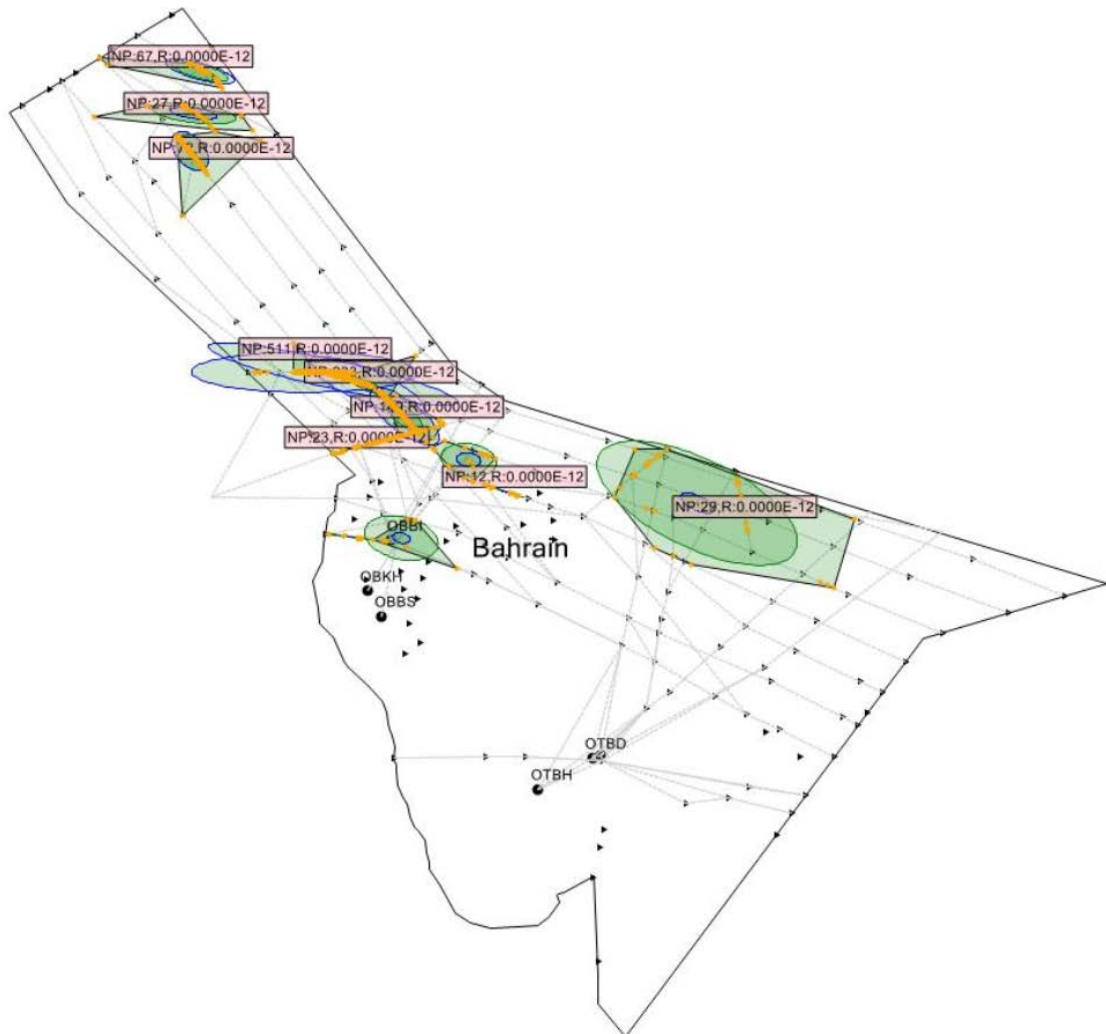 NP:67,R:0.0000E-12
NP:27,R:0.0000E-12
R:0.0000E-12
NP:511,R:0.0000E-12
R:0.0000E-12
R:0.0000E-12
NP:23,R:0.0000E-12
NP:12,R:0.0000E-12
NP:29,R:0.0000E-12
OBBI
Bahrain
OBKH
OBBS
OTBD
OTBH